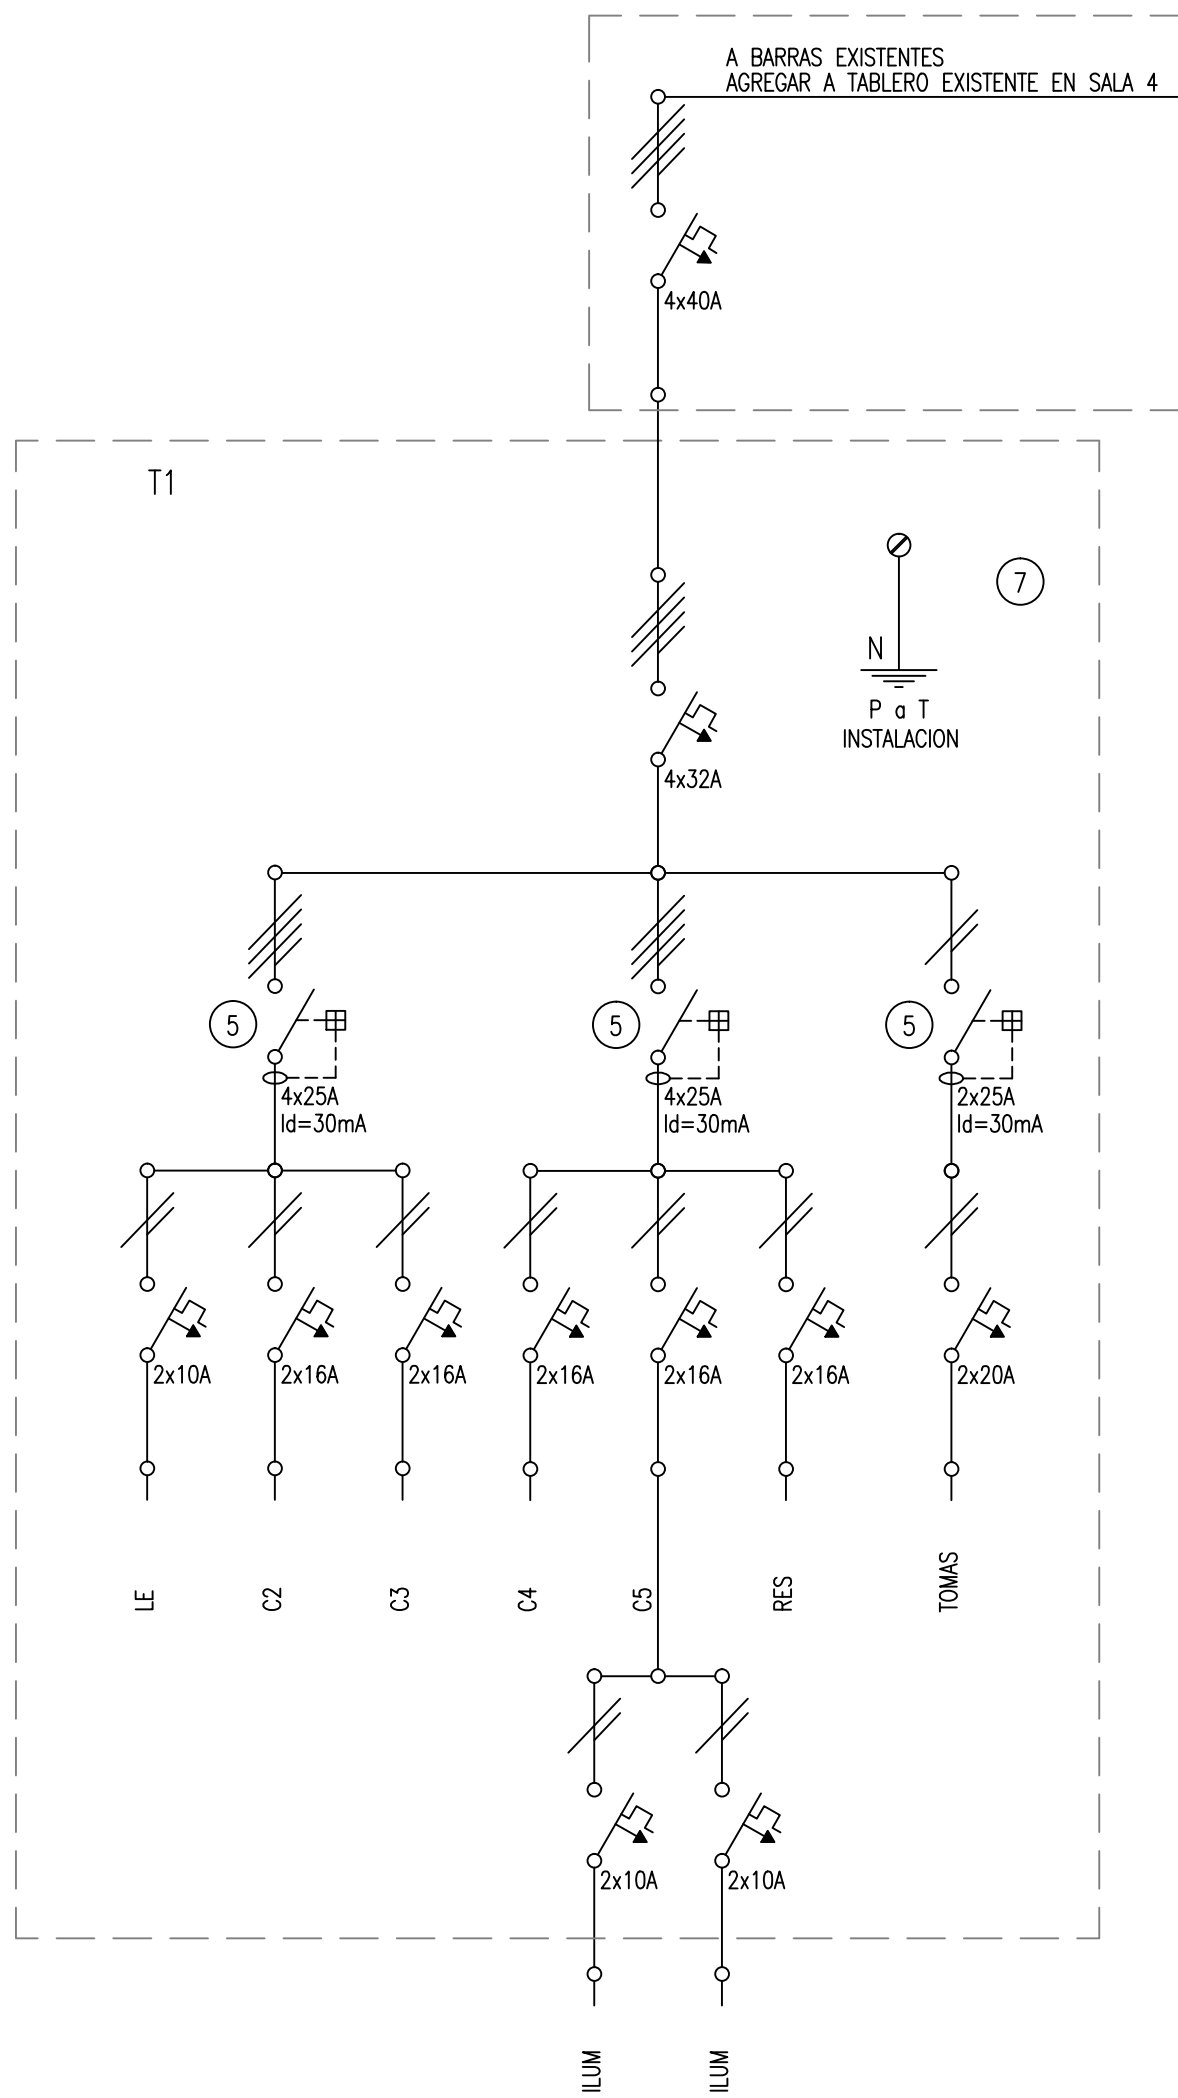 A BARRAS EXISTENTES
AGREGAR A TABLERO EXISTENTE EN SALA 4
4x40A
T1
7
N
P a T
INSTALACION
4x32A
5
5
5
4x25A
4x25A
2x25A
Id=30mA
Id=30mA
Id=30mA
2x10A
2x16A
2x16A
2x16A
2x16A
2x16A
2x20A
LE
C2
C3
C4
C5
RES
TOMAS
2x10A
2x10A
ILUM
ILUM